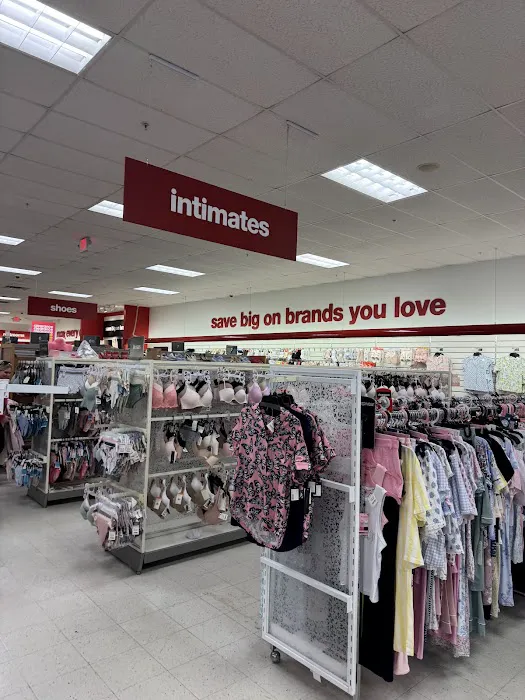 intimates
save big on brands you love
shoes